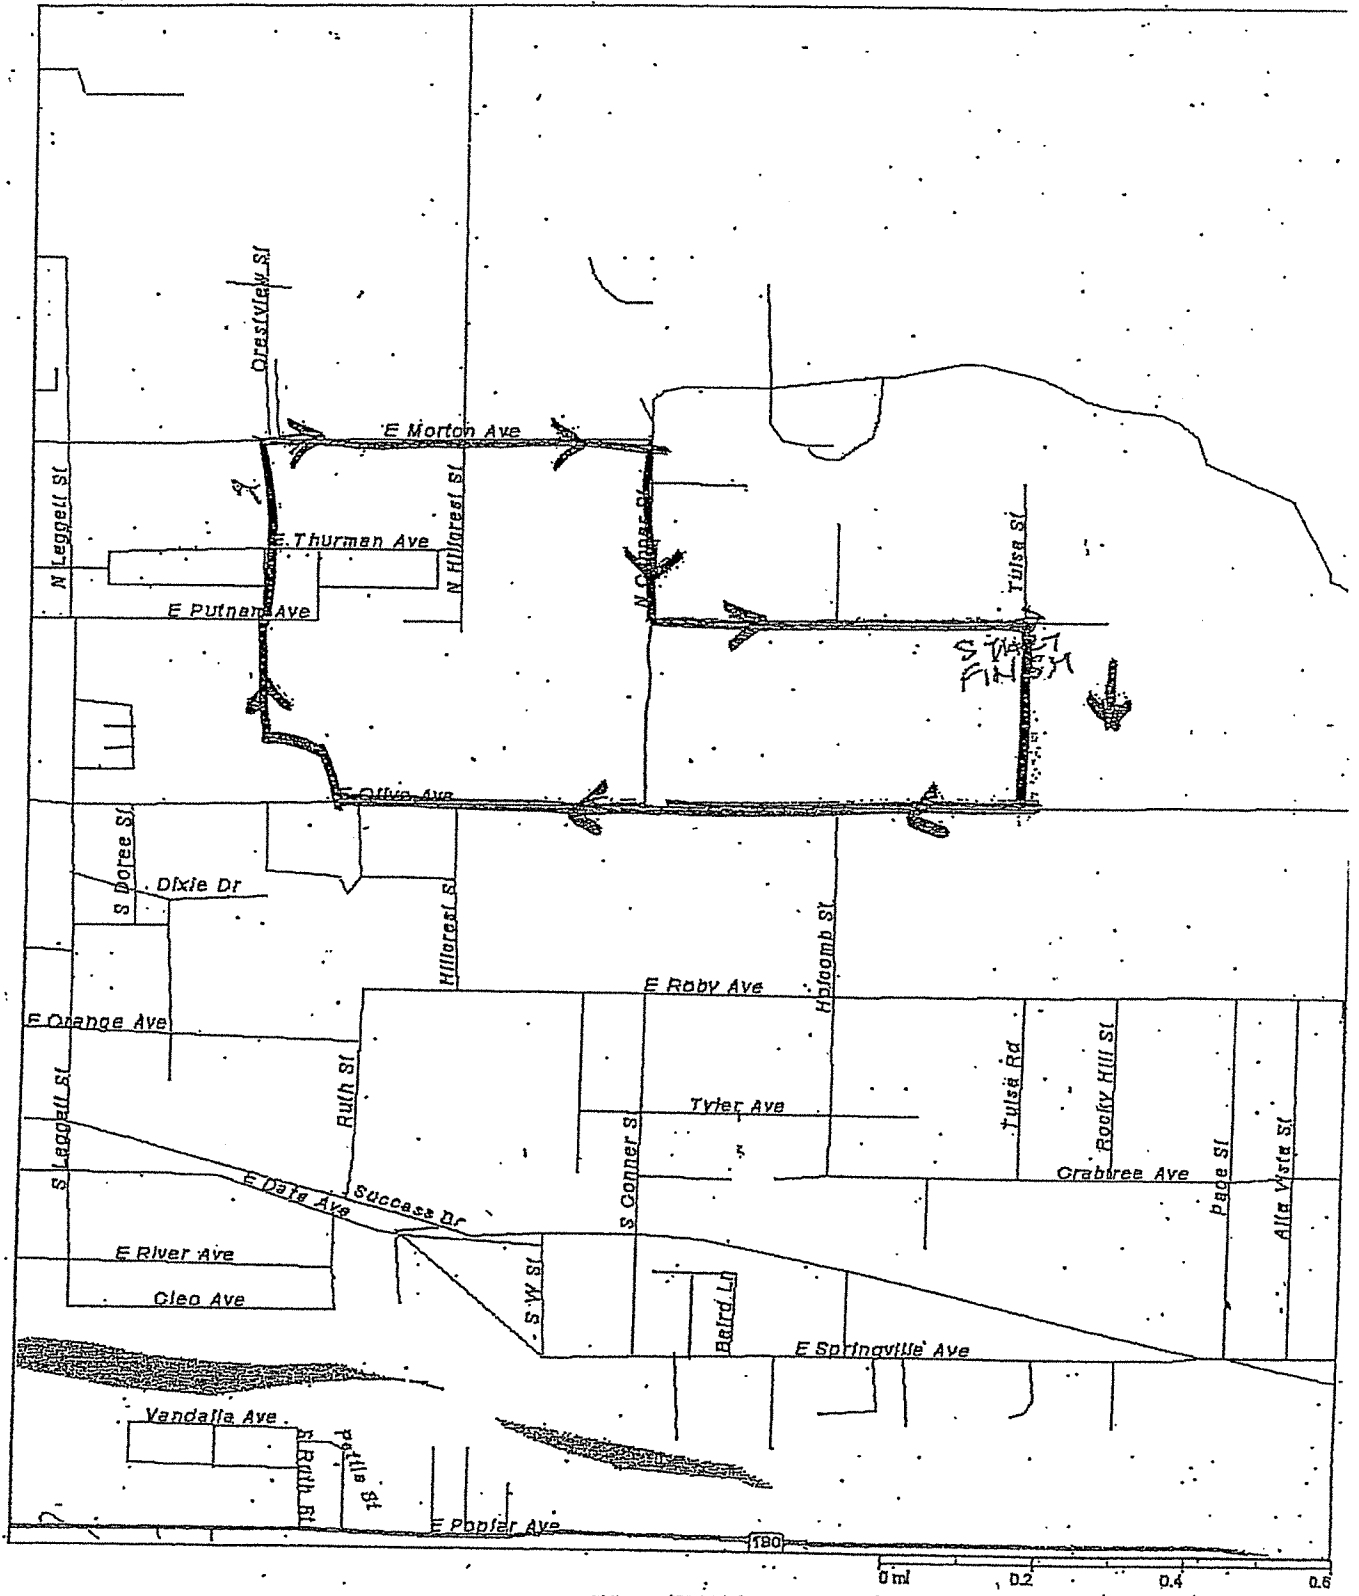 Crestview St
E Morton Ave
N Leggett St
N Hillcrest St
N Conner St
Tulsa St
E Thurman Ave
E Putnam Ave
START
FINISH
E Olive Ave
S Doree St
Dixie Dr
Hillcrest S
Holcomb St
E Roby Ave
E Orange Ave
Ruth St
Tulsa Rd
Rocky Hill St
Tyler Ave
S Leggett St
S Conner S
Crabtree Ave
Pace St
Alta Vista St
E Date Ave
Success Dr
E River Ave
S W St
Cleo Ave
Baird Ln
E Springville Ave
Vandalia Ave
S Ruth St
E Poplar Ave
190
0 mi 0.2 0.4 0.6